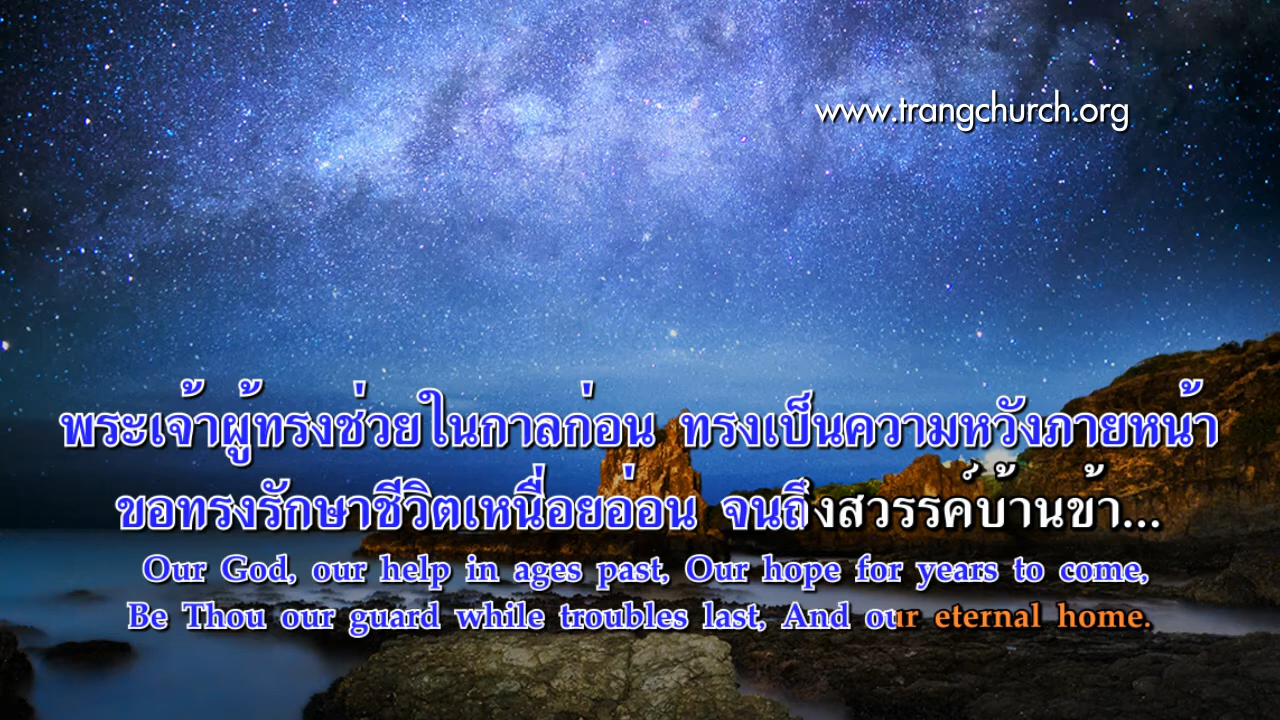 www.trangchurch.org
พระเจ้าผู้ทรงช่วยในกาลก่อน ทรงเป็นความหวังภายหน้า
ขอทรงรักษาชีวิตเหนื่อยอ่อน จนถึงสวรรค์บ้านข้า...
Our God, our help in ages past, Our hope for years to come,
Be Thou our guard while troubles last, And our eternal home.